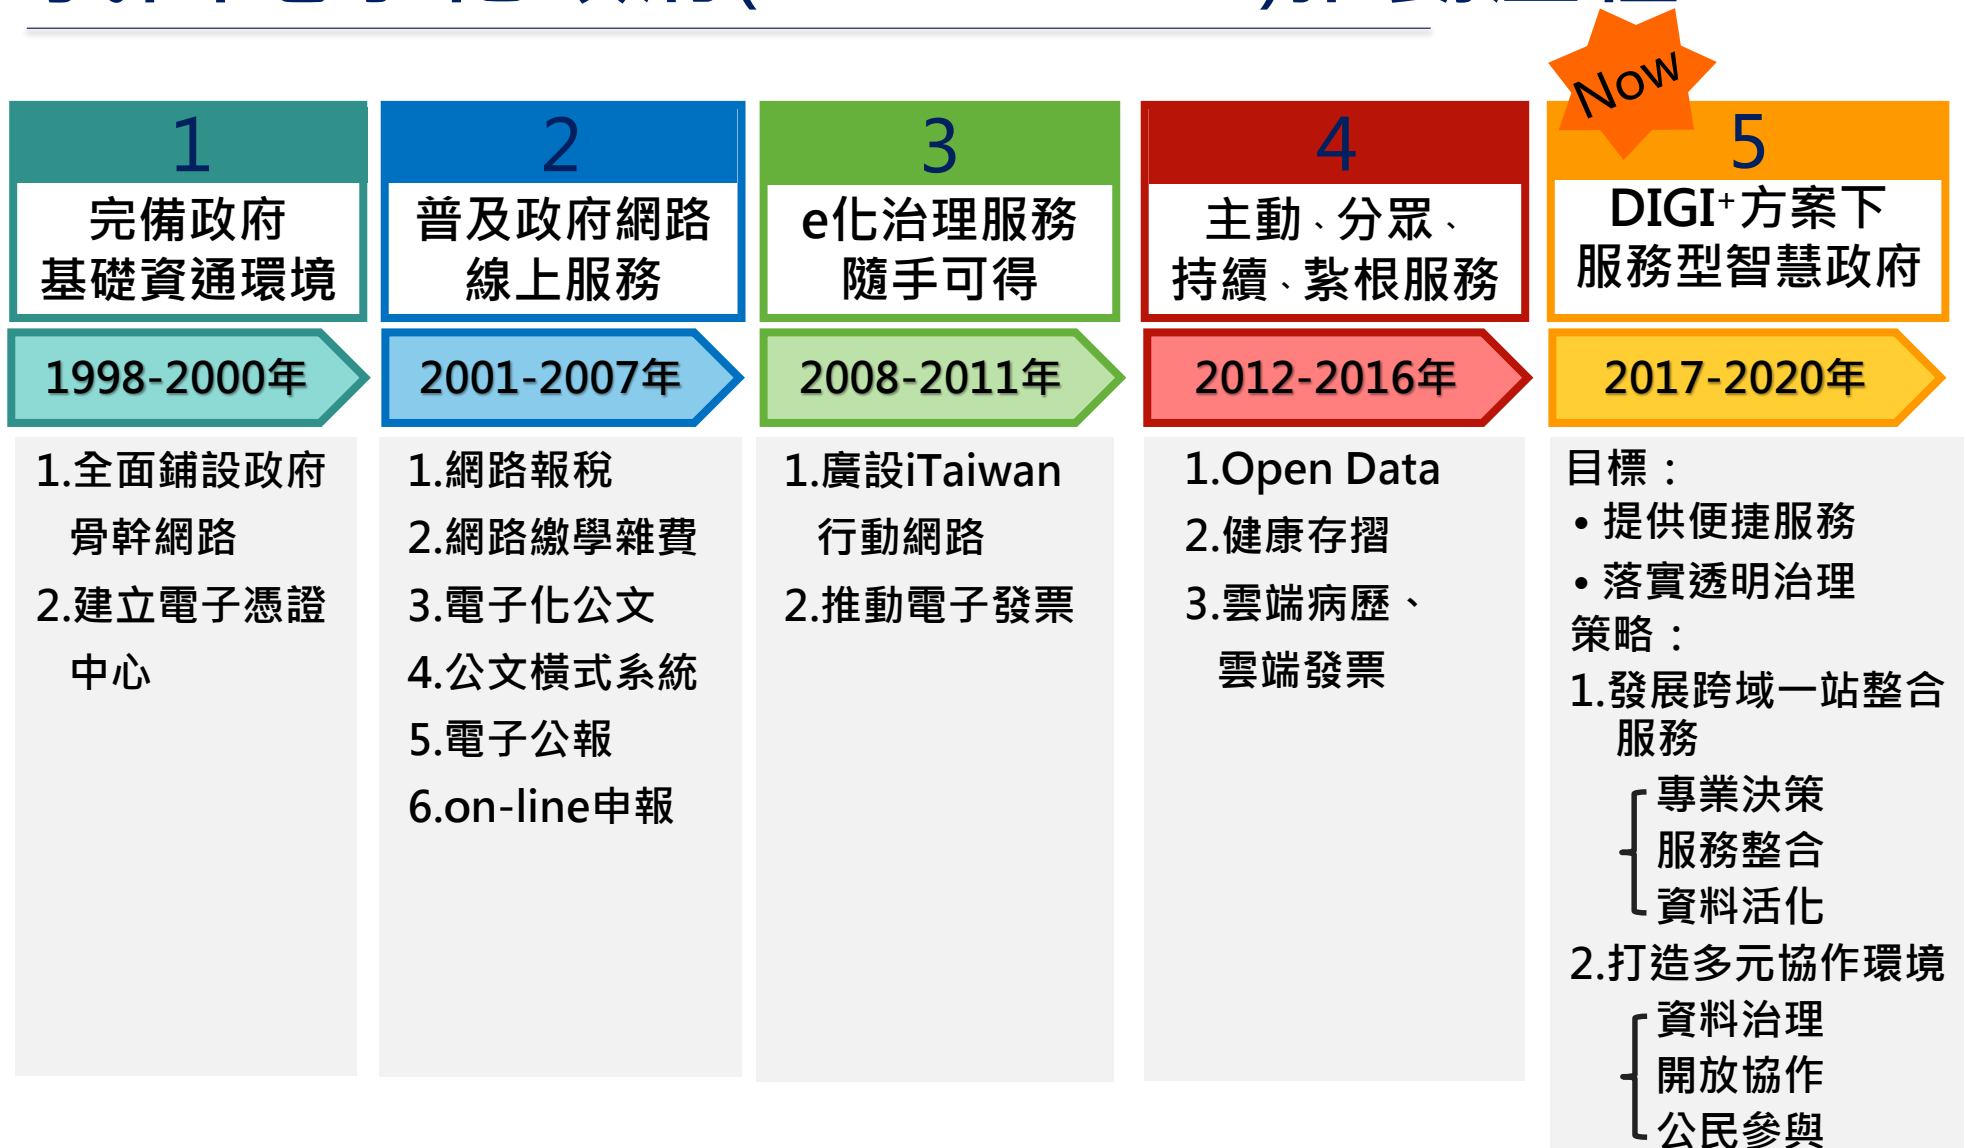 Now
1
完備政府
基礎資通環境
1998-2000年
1.全面鋪設政府
骨幹網路
2.建立電子憑證
中心
2
普及政府網路
線上服務
2001-2007年
1.網路報稅
2.網路繳學雜費
3.電子化公文
4.公文橫式系統
5.電子公報
6.on-line申報
3
e化治理服務
隨手可得
2008-2011年
1.廣設iTaiwan
行動網路
2.推動電子發票
4
主動、分眾、
持續、紮根服務
2012-2016年
1.Open Data
2.健康存摺
3.雲端病歷、
雲端發票
5
DIGI⁺方案下
服務型智慧政府
2017-2020年
目標：
• 提供便捷服務
• 落實透明治理
策略：
1.發展跨域一站整合
服務
專業決策
服務整合
資料活化
2.打造多元協作環境
資料治理
開放協作
公民參與